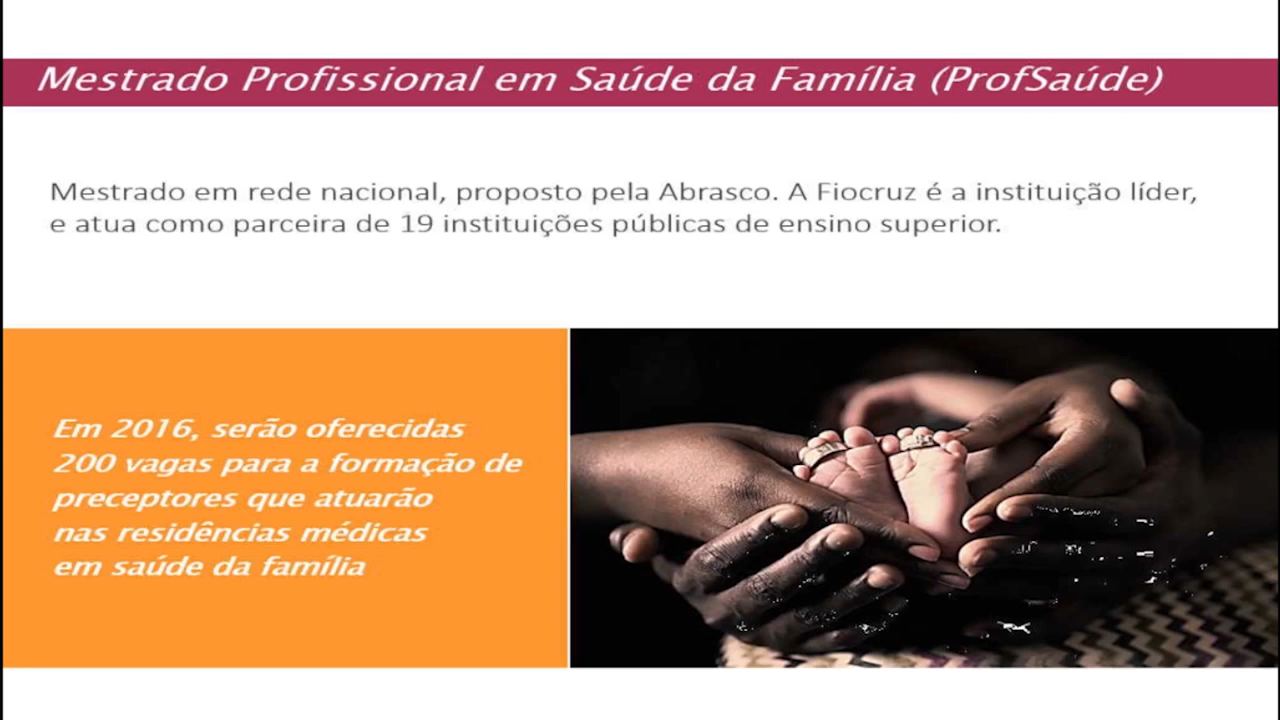 Mestrado Profissional em Saúde da Família (ProfSaúde)
Mestrado em rede nacional, proposto pela Abrasco. A Fiocruz é a instituição líder,
e atua como parceira de 19 instituições públicas de ensino superior.
Em 2016, serão oferecidas
200 vagas para a formação de
preceptores que atuarão
nas residências médicas
em saúde da família